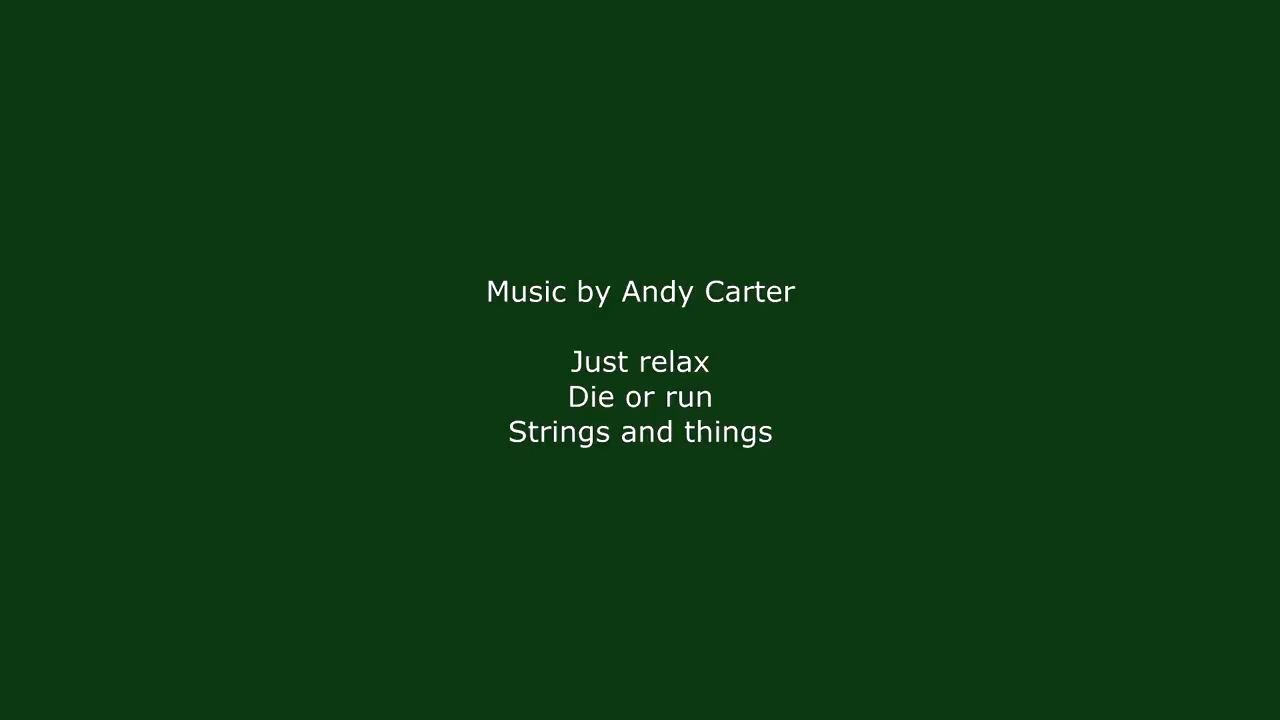 Music by Andy Carter
Just relax
Die or run
Strings and things